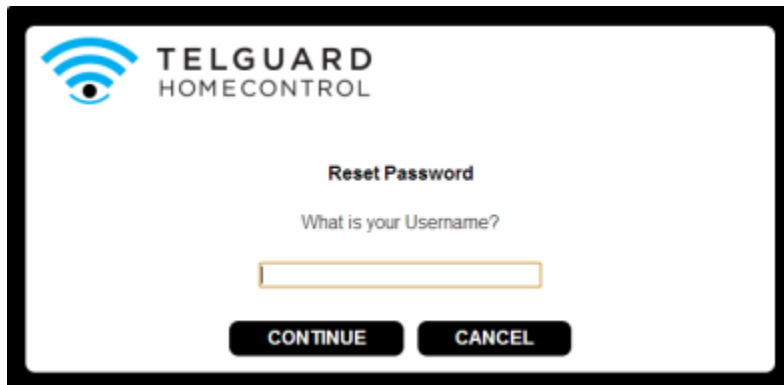 TELGUARD
HOMECONTROL
Reset Password
What is your Username?
CONTINUE CANCEL